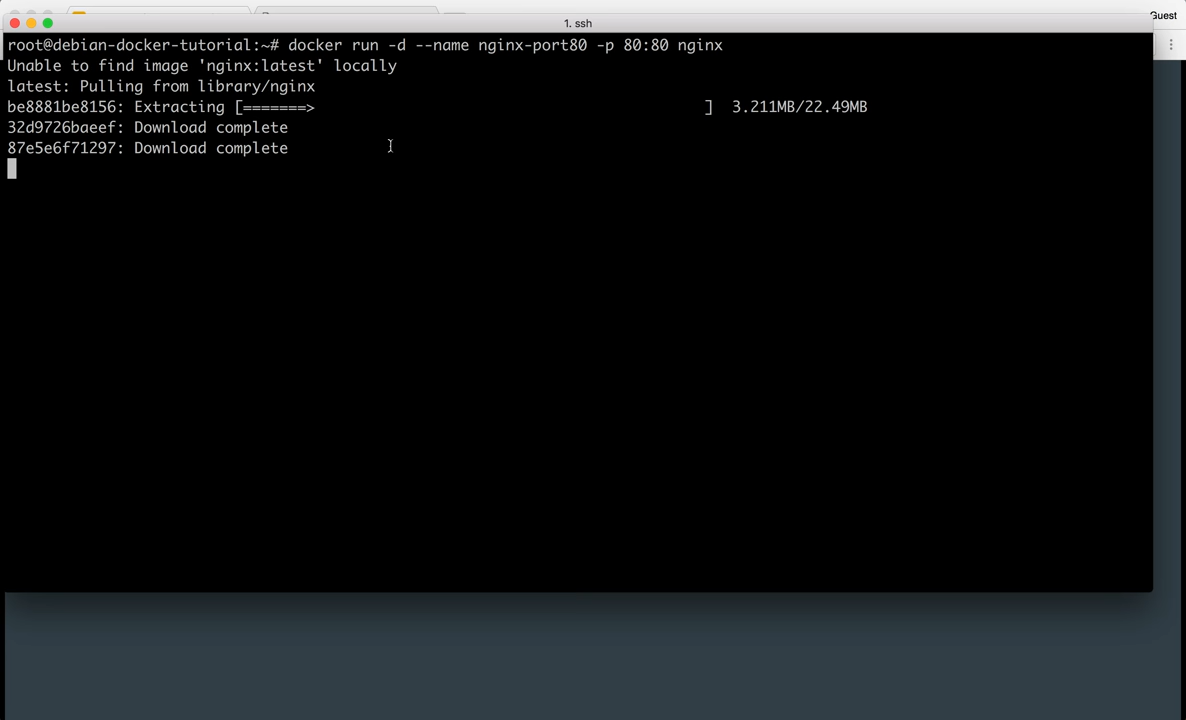 Guest
1. ssh
root@debian-docker-tutorial:~# docker run -d --name nginx-port80 -p 80:80 nginx
Unable to find image 'nginx:latest' locally
latest: Pulling from library/nginx
be8881be8156: Extracting [=======>                                           ]  3.211MB/22.49MB
32d9726baeef: Download complete
87e5e6f71297: Download complete